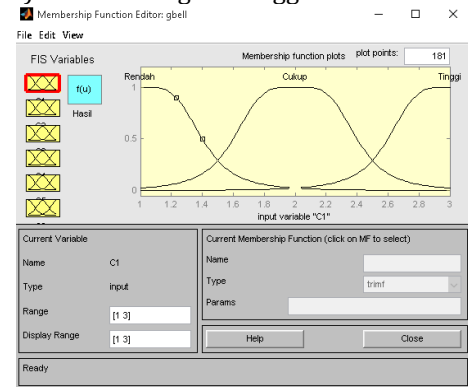 Membership Function Editor: gbell
File Edit View
FIS Variables
Membership function plots
plot points:
181
f(u)
Hasil
Rendah
Cukup
Tinggi
1
0.5
0
1 1.2 1.4 1.6 1.8 2 2.2 2.4 2.6 2.8 3
input variable "C1"
Current Variable
Name C1
Type input
Range [1 3]
Display Range [1 3]
Current Membership Function (click on MF to select)
Name
Type trimf
Params
Help Close
Ready